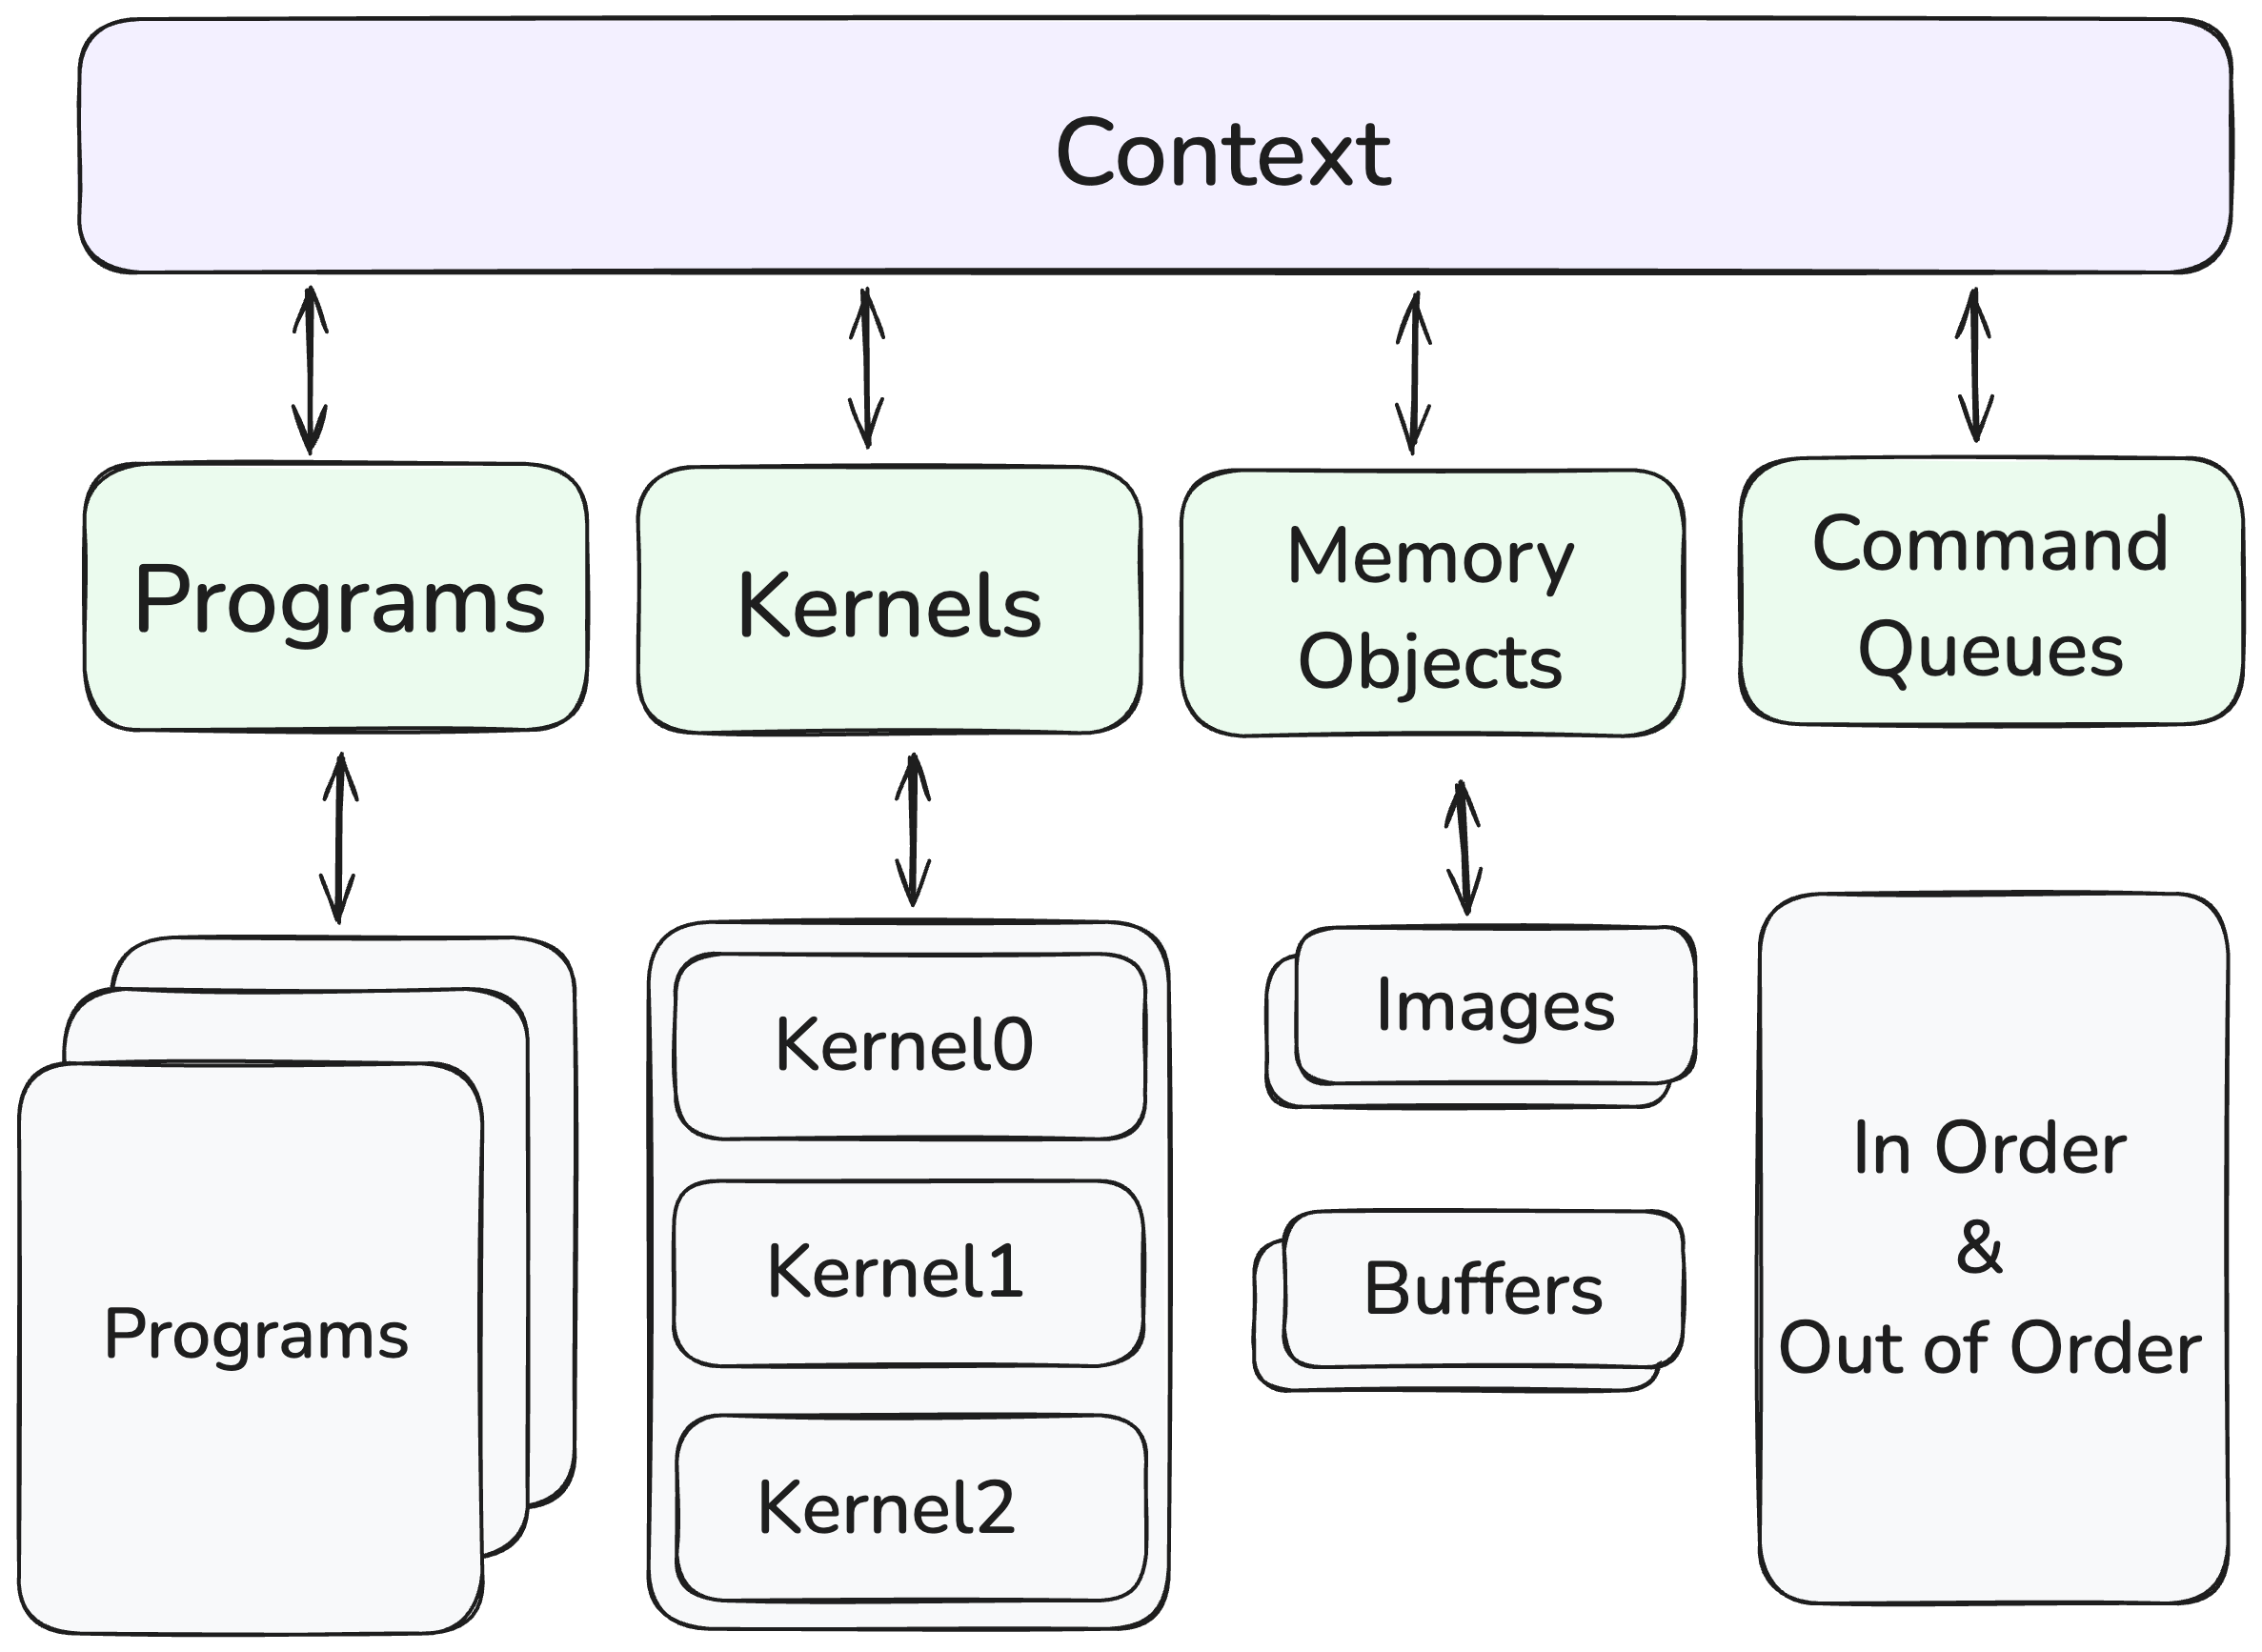 Context
Programs
Kernels
Memory
Objects
Command
Queues
Programs
Kernel0
Kernel1
Kernel2
Images
Buffers
In Order
&
Out of Order